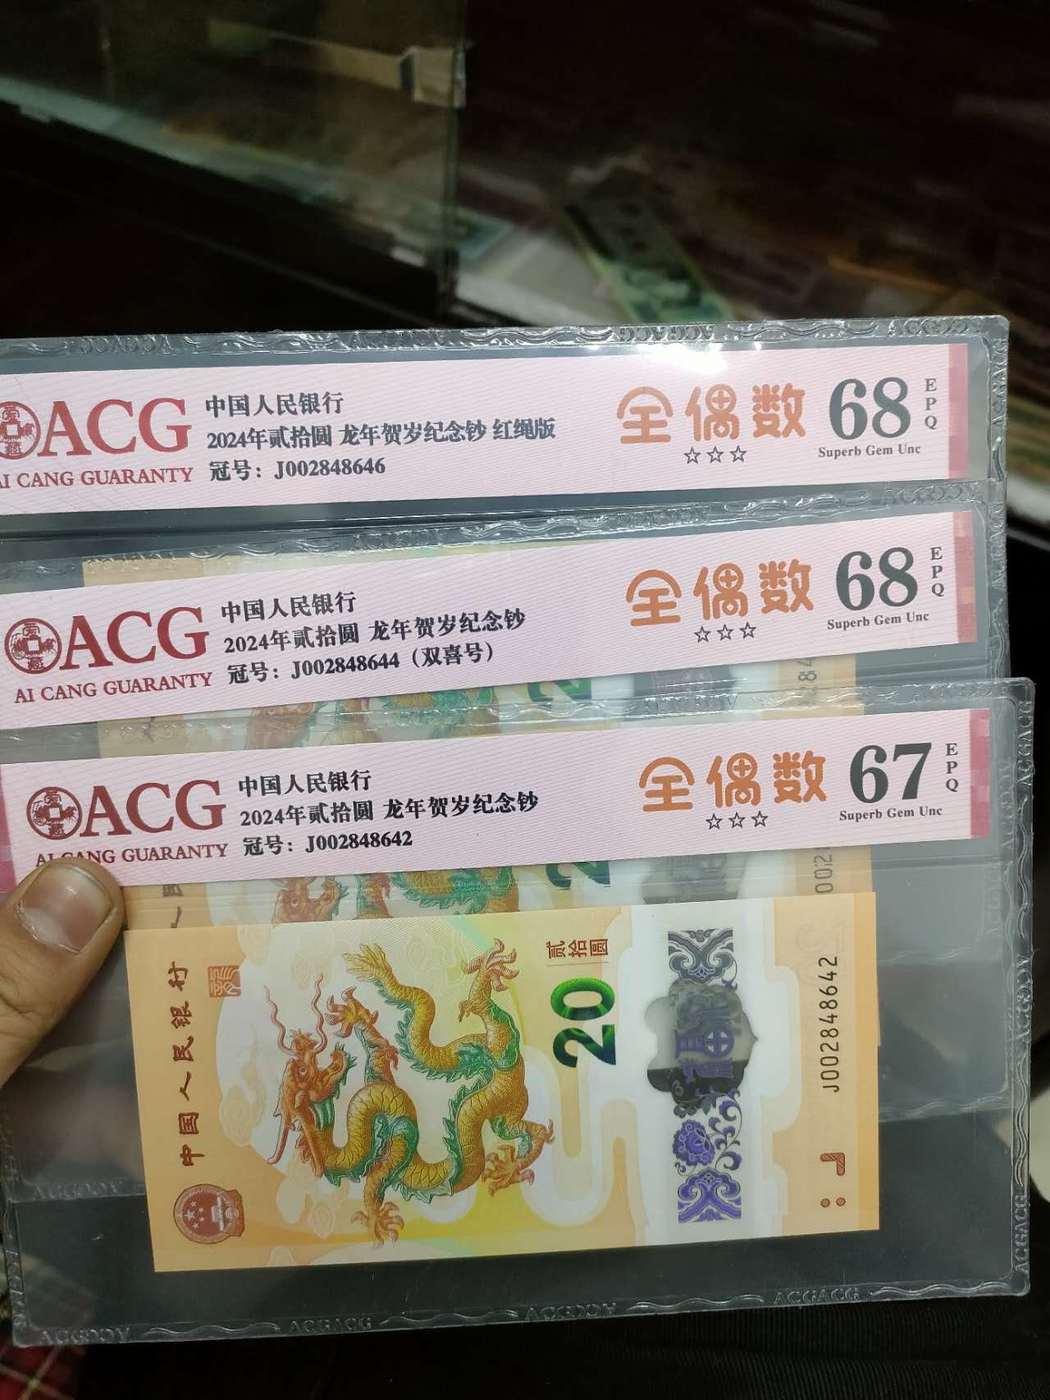 ACG
AI CANG GUARANTY
中国人民银行
2024年贰拾圆 龙年贺岁纪念钞 红绳版
冠号：J002848646
全偶数
☆☆☆
68
EPQ
Superb Gem Unc
ACG
AI CANG GUARANTY
中国人民银行
2024年贰拾圆 龙年贺岁纪念钞
冠号：J002848644（双喜号）
全偶数
☆☆☆
68
EPQ
Superb Gem Unc
ACG
AI CANG GUARANTY
中国人民银行
2024年贰拾圆 龙年贺岁纪念钞
冠号：J002848642
全偶数
☆☆☆
67
EPQ
Superb Gem Unc
中国人民银行
贰拾圆
20
J002848642